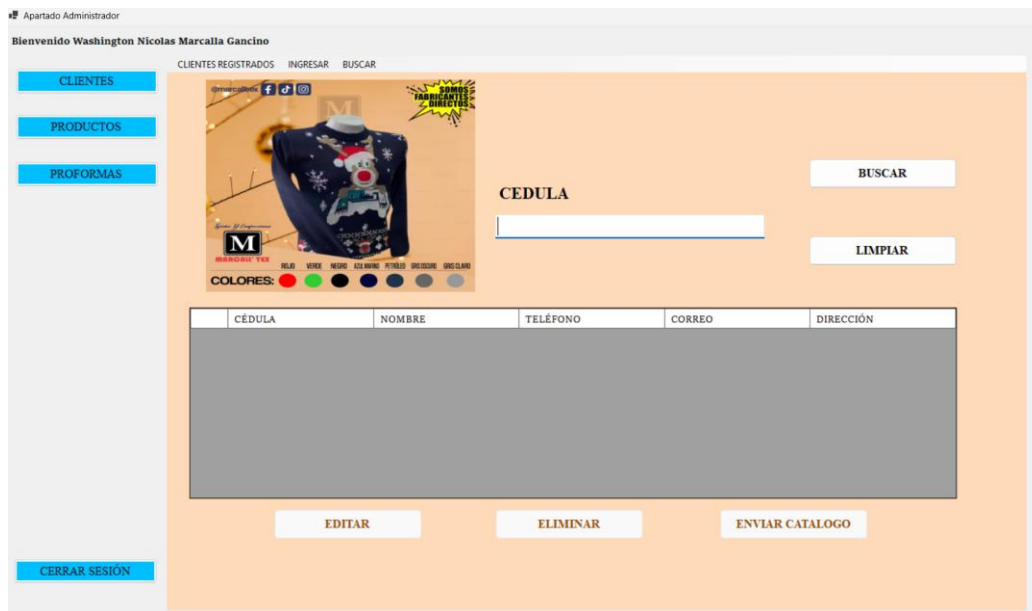 Apartado Administrador
Bienvenido Washington Nicolas Marcalla Gancino
CLIENTES REGISTRADOS INGRESAR BUSCAR
CLIENTES
PRODUCTOS
PROFORMAS
CERRAR SESIÓN
SOMOS
FABRICANTES
DIRECTOS
M
M
MARCALL' TEX
ROJO VERDE NEGRO AZUL MARINO PETRÓLEO GRIS OSCURO GRIS CLARO
COLORES:
CEDULA
BUSCAR
LIMPIAR
CÉDULA NOMBRE TELÉFONO CORREO DIRECCIÓN
EDITAR ELIMINAR ENVIAR CATALOGO